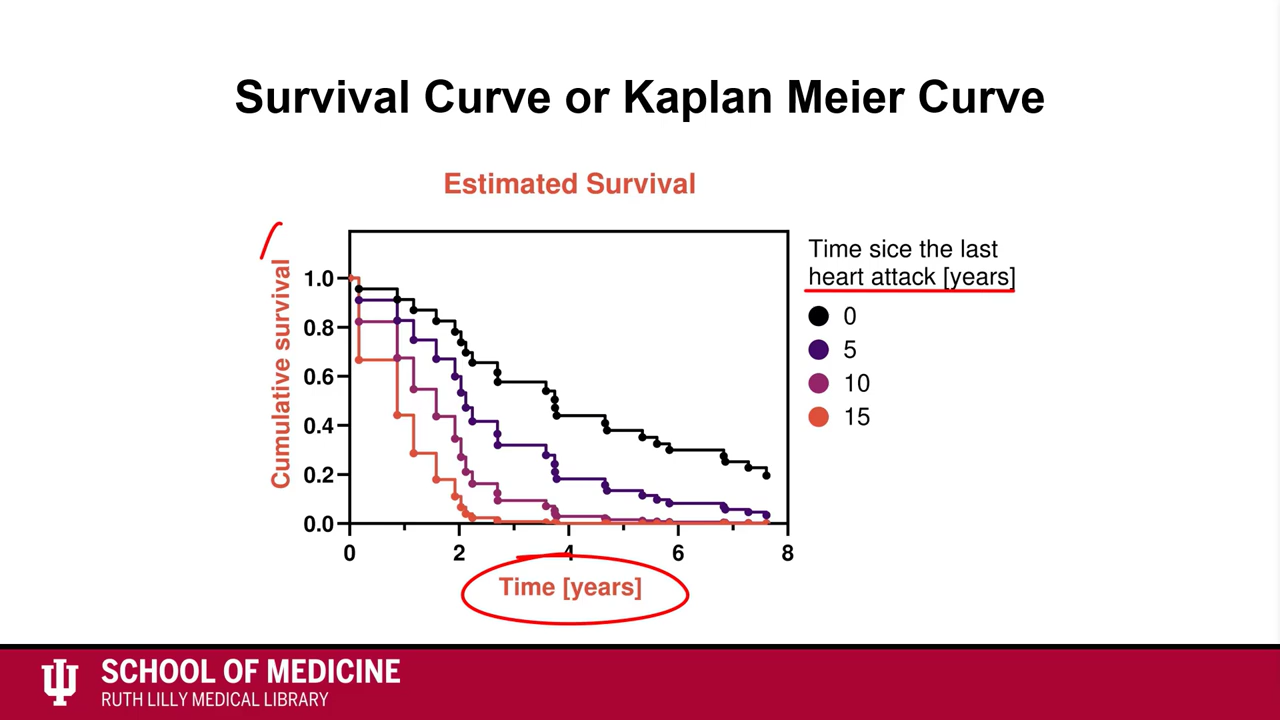 Survival Curve or Kaplan Meier Curve
Estimated Survival
Cumulative survival
1.0
0.8
0.6
0.4
0.2
0.0
0 2 4 6 8
Time [years]
Time sice the last
heart attack [years]
0
5
10
15
SCHOOL OF MEDICINE
RUTH LILLY MEDICAL LIBRARY